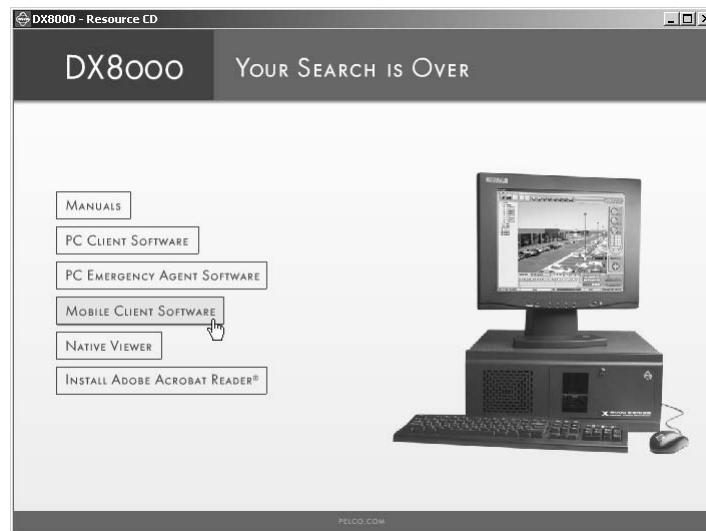 DX8000 - Resource CD
DX8000
YOUR SEARCH IS OVER
MANUALS
PC CLIENT SOFTWARE
PC EMERGENCY AGENT SOFTWARE
MOBILE CLIENT SOFTWARE
NATIVE VIEWER
INSTALL ADOBE ACROBAT READER®
PELCO.COM